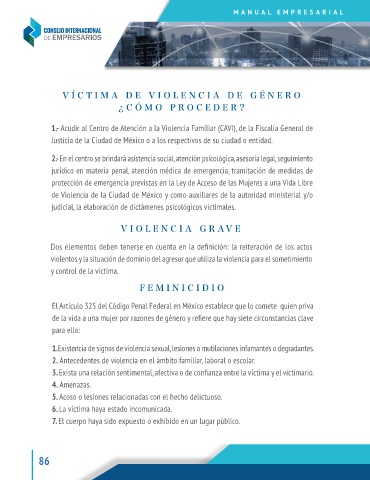 MANUAL EMPRESARIAL
CONSEJO INTERNACIONAL
DE EMPRESARIOS
VÍCTIMA DE VIOLENCIA DE GÉNERO
¿CÓMO PROCEDER?
1.- Acudir al Centro de Atención a la Violencia Familiar (CAVI), de la Fiscalía General de
Justicia de la Ciudad de México o a los respectivos de su ciudad o entidad.
2.- En el centro se brindará asistencia social, atención psicológica, asesoría legal, seguimiento
jurídico en materia penal, atención médica de emergencia, tramitación de medidas de
protección de emergencia previstas en la Ley de Acceso de las Mujeres a una Vida Libre
de Violencia de la Ciudad de México y como auxiliares de la autoridad ministerial y/o
judicial, la elaboración de dictámenes psicológicos victimales.
VIOLENCIA GRAVE
Dos elementos deben tenerse en cuenta en la definición: la reiteración de los actos
violentos y la situación de dominio del agresor que utiliza la violencia para el sometimiento
y control de la víctima.
FEMINICIDIO
El Artículo 325 del Código Penal Federal en México establece que lo comete quien priva
de la vida a una mujer por razones de género y refiere que hay siete circunstancias clave
para ello:
1. Existencia de signos de violencia sexual, lesiones o mutilaciones infamantes o degradantes.
2. Antecedentes de violencia en el ámbito familiar, laboral o escolar.
3. Exista una relación sentimental, afectiva o de confianza entre la víctima y el victimario.
4. Amenazas.
5. Acoso o lesiones relacionadas con el hecho delictuoso.
6. La víctima haya estado incomunicada.
7. El cuerpo haya sido expuesto o exhibido en un lugar público.
86